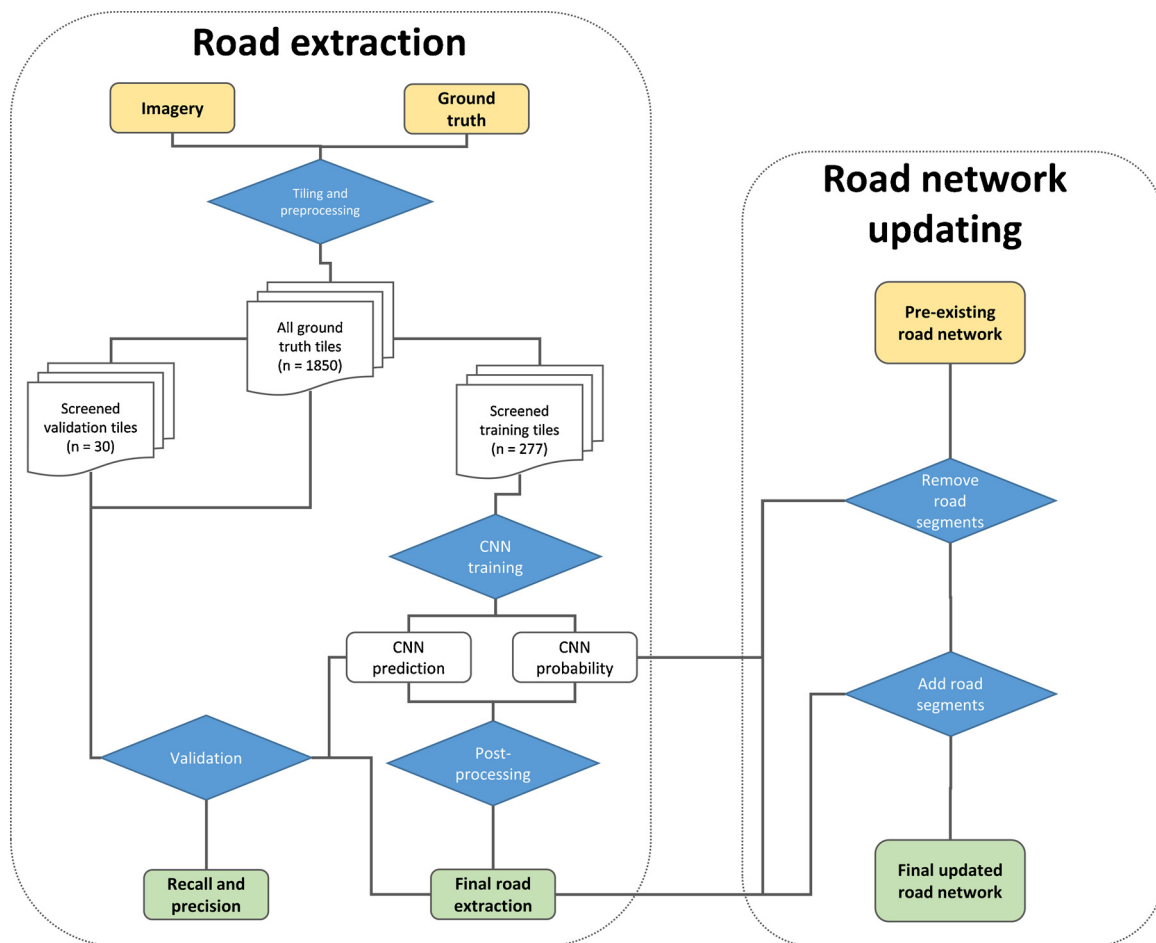 Road extraction
Imagery
Ground
truth
Tiling and
preprocessing
All ground
truth tiles
(n = 1850)
Screened
validation tiles
(n = 30)
Screened
training tiles
(n = 277)
CNN
training
CNN
prediction
CNN
probability
Validation
Post-
processing
Recall and
precision
Final road
extraction
Road network
updating
Pre-existing
road network
Remove
road
segments
Add road
segments
Final updated
road network